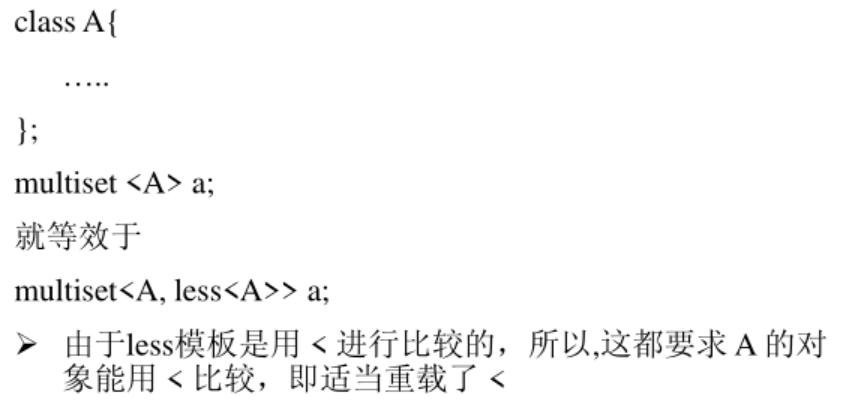 class A{
…..
};
multiset <A> a;
就等效于
multiset<A, less<A>> a;
➢ 由于less模板是用 < 进行比较的，所以,这都要求 A 的对
象能用 < 比较，即适当重载了 <